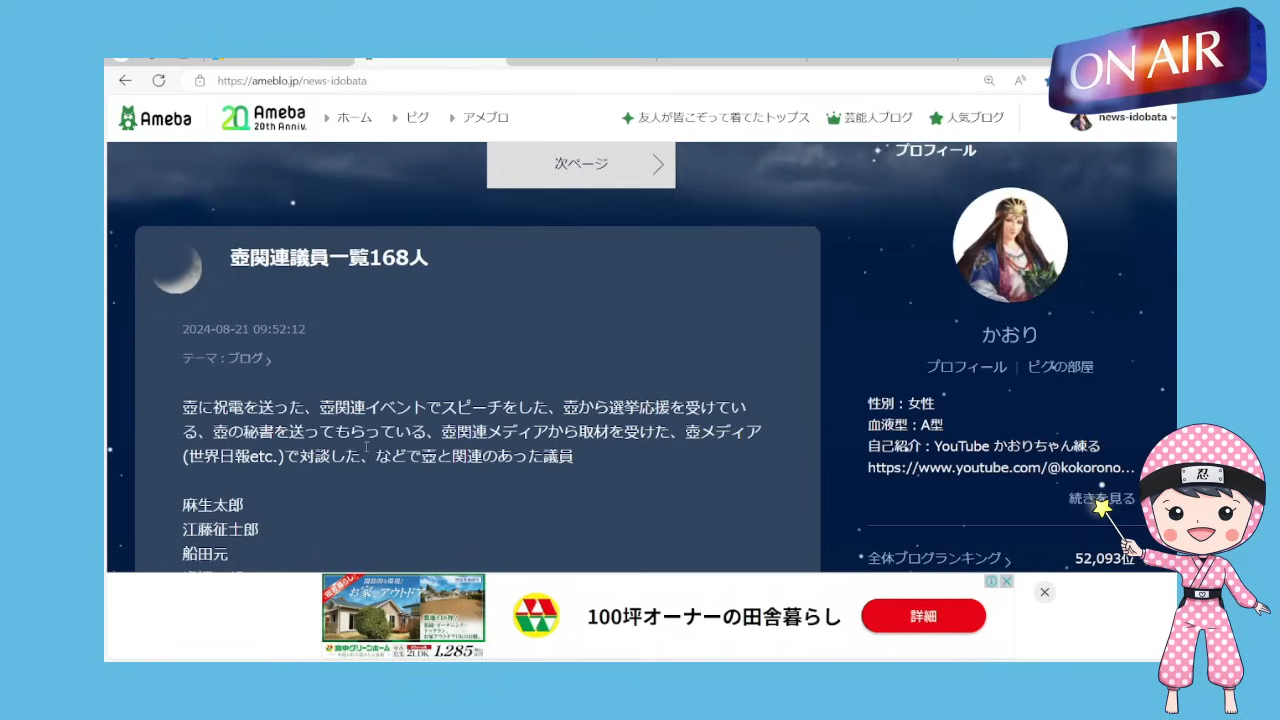 ON AIR
https://ameblo.jp/news-idobata
Ameba
20 Ameba
20th Anniv.
ホーム
ピグ
アメブロ
友人が皆こぞって着てたトップス
芸能人ブログ
人気ブログ
news-idobata
次ページ
プロフィール
壺関連議員一覧168人
2024-08-21 09:52:12
テーマ：ブログ
壺に祝電を送った、壺関連イベントでスピーチをした、壺から選挙応援を受けてい
る、壺の秘書を送ってもらっている、壺関連メディアから取材を受けた、壺メディア
(世界日報etc.)で対談した、などで壺と関連のあった議員
麻生太郎
江藤征士郎
船田元
かおり
プロフィール | ピグの部屋
性別：女性
血液型：A型
自己紹介：YouTube かおりちゃん練る
https://www.youtube.com/@kokorono...
続きを見る
全体ブログランキング
52,093位
忍
お家でアウトドア
2LDK 1,285
100坪オーナーの田舎暮らし
詳細